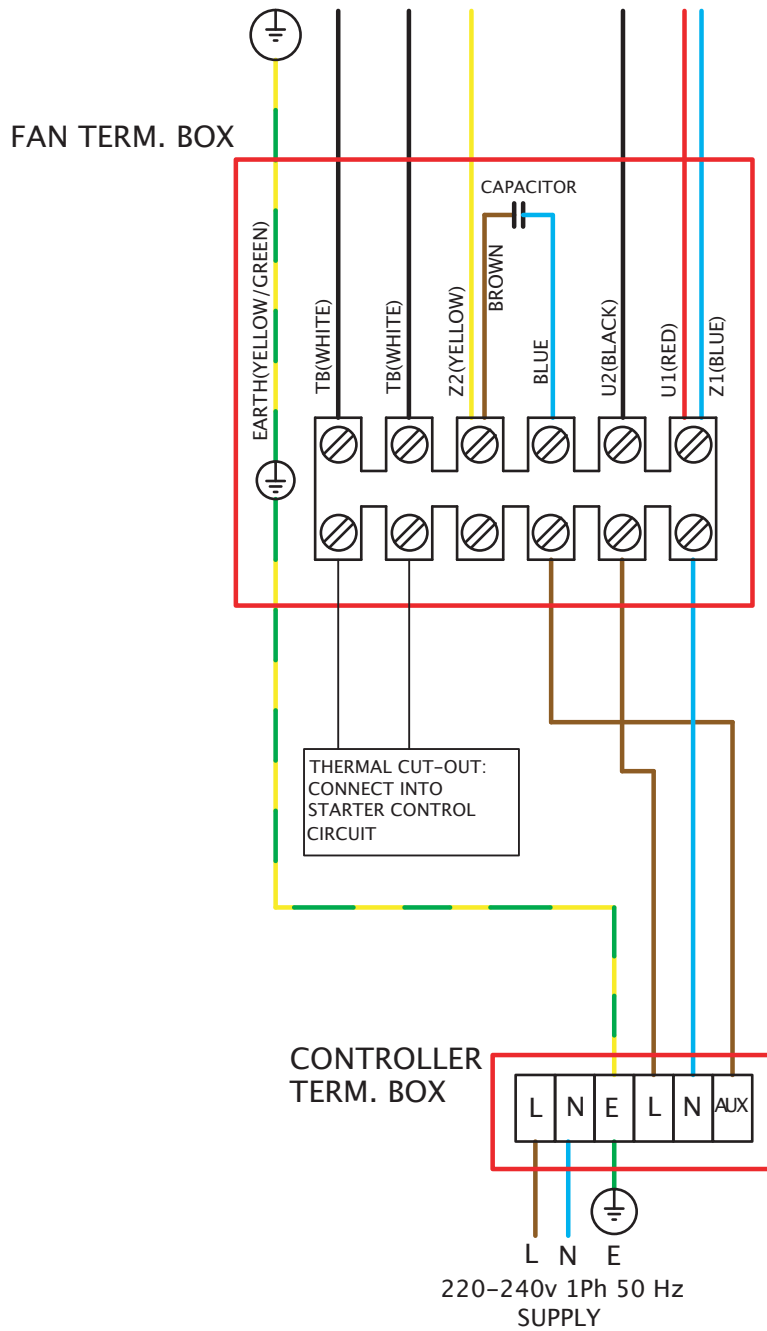 FAN TERM. BOX
CAPACITOR
EARTH(YELLOW/GREEN)
TB(WHITE)
TB(WHITE)
Z2(YELLOW)
BROWN
BLUE
U2(BLACK)
U1(RED)
Z1(BLUE)
THERMAL CUT-OUT:
CONNECT INTO
STARTER CONTROL
CIRCUIT
CONTROLLER
TERM. BOX
L N E L N AUX
L N E
220-240v 1Ph 50 Hz
SUPPLY